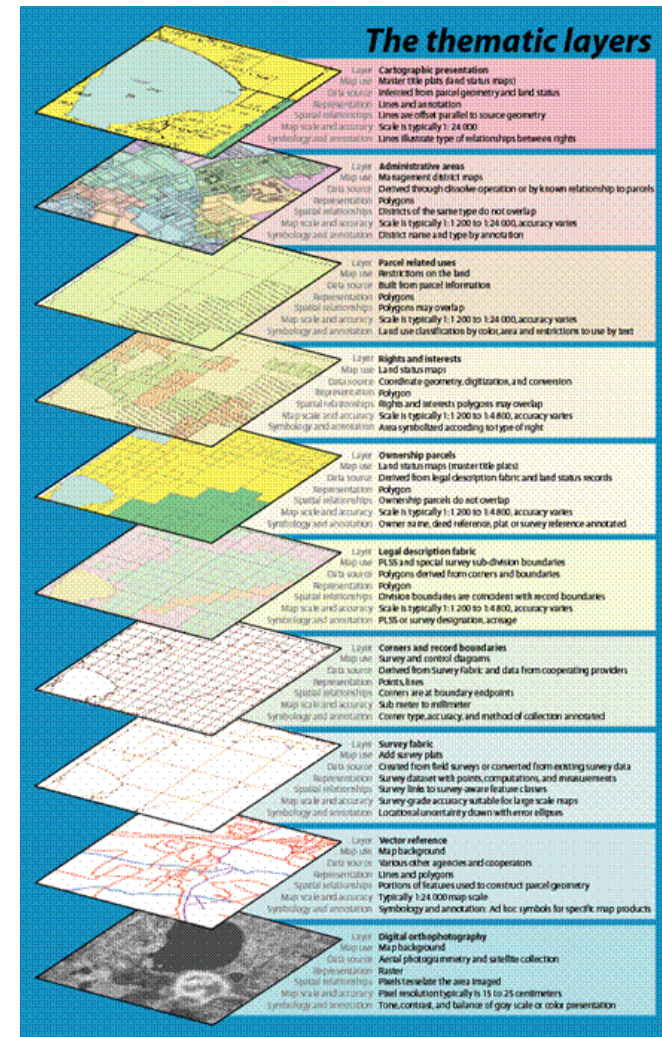 The thematic layers
Layer Cartographic presentation
Map use Master title plats (land status maps)
Data source Inferred from parcel geometry and land status
Representation Lines and annotation
Spatial relationships Lines are offset parallel to source geometry
Map scale and accuracy Scale is typically 1: 24 000
Symbology and annotation Lines illustrate type of relationships between rights
Layer Administrative areas
Map use Management district maps
Data source Derived through dissolve operation or by known relationship to parcels
Representation Polygons
Spatial relationships Districts of the same type do not overlap
Map scale and accuracy Scale is typically 1: 1 200 to 1:24 000, accuracy varies
Symbology and annotation District name and type by annotation
Layer Parcel related uses
Map use Restrictions on the land
Data source Built from parcel information
Representation Polygons
Spatial relationships Polygons may overlap
Map scale and accuracy Scale is typically 1: 1 200 to 1:24 000, accuracy varies
Symbology and annotation Land use classification by color, area and restrictions to use by text
Layer Rights and interests
Map use Land status maps
Data source Coordinate geometry, digitization, and conversion
Representation Polygon
Spatial relationships Rights and interests polygons may overlap
Map scale and accuracy Scale is typically 1: 1 200 to 1:4 800, accuracy varies
Symbology and annotation Area symbolized according to type of right
Layer Ownership parcels
Map use Land status maps (master title plats)
Data source Derived from legal description fabric and land status records
Representation Polygon
Spatial relationships Ownership parcels do not overlap
Map scale and accuracy Scale is typically 1: 1 200 to 1:4 800, accuracy varies
Symbology and annotation Owner name, deed reference, plat or survey reference annotated
Layer Legal description fabric
Map use PLSS and special survey sub-division boundaries
Data source Polygons derived from corners and boundaries
Representation Polygon
Spatial relationships Division boundaries are coincident with record boundaries
Map scale and accuracy Scale is typically 1: 1 200 to 1:4 800, accuracy varies
Symbology and annotation PLSS or survey designation, acreage
Layer Corners and record boundaries
Map use Survey and control diagrams
Data source Derived from Survey Fabric and data from cooperating providers
Representation Points, lines
Spatial relationships Corners are at boundary endpoints
Map scale and accuracy Sub meter to millimeter
Symbology and annotation Corner type, accuracy, and method of collection annotated
Layer Survey fabric
Map use Add survey plats
Data source Created from field surveys or converted from existing survey data
Representation Survey dataset with points, computations, and measurements
Spatial relationships Survey links to survey-aware feature classes
Map scale and accuracy Survey-grade accuracy suitable for large scale maps
Symbology and annotation Locational uncertainty drawn with error ellipses
Layer Vector reference
Map use Map background
Data source Various other agencies and cooperators
Representation Lines and polygons
Spatial relationships Portions of features used to construct parcel geometry
Map scale and accuracy Typically 1:24 000 map scale
Symbology and annotation Symbology and annotation: Ad hoc symbols for specific map products
Layer Digital orthophotography
Map use Map background
Data source Aerial photogrammetry and satellite collection
Representation Raster
Spatial relationships Pixels tesselate the area imaged
Map scale and accuracy Pixel resolution typically is 15 to 25 centimeters
Symbology and annotation Tone, contrast, and balance of gray scale or color presentation